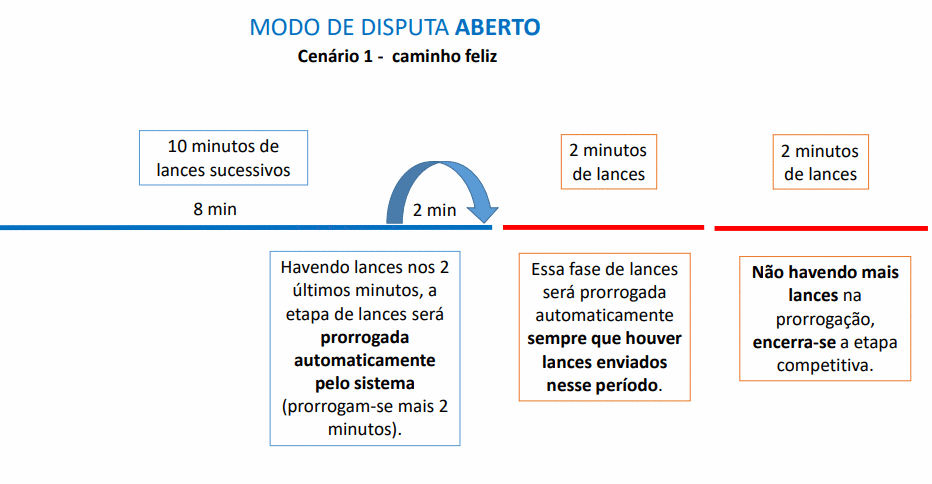 MODO DE DISPUTA ABERTO
Cenário 1 - caminho feliz
10 minutos de
lances sucessivos
8 min
2 min
2 minutos
de lances
2 minutos
de lances
Havendo lances nos 2
últimos minutos, a
etapa de lances será
prorrogada
automaticamente
pelo sistema
(prorrogam-se mais 2
minutos).
Essa fase de lances
será prorrogada
automaticamente
sempre que houver
lances enviados
nesse período.
Não havendo mais
lances na
prorrogação,
encerra-se a etapa
competitiva.